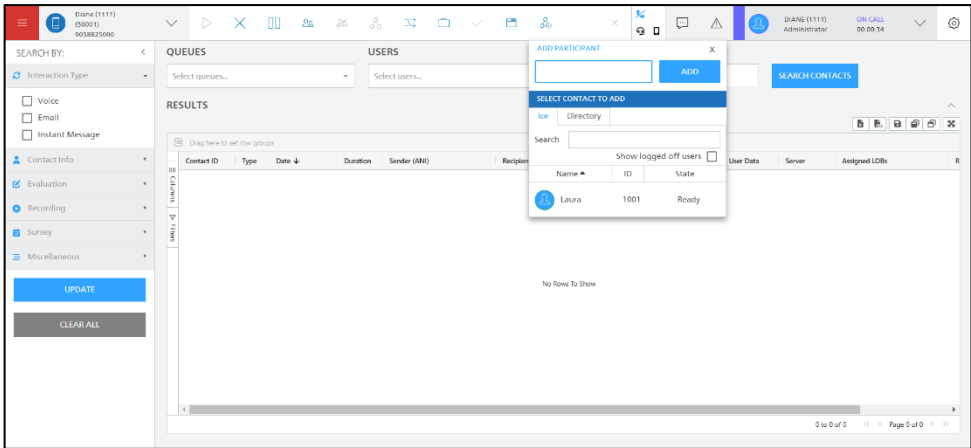 Diane (1111)
(S0001)
9058825000
DIANE (1111)
Administrator
ON CALL
00:00:34
SEARCH BY:
Interaction Type
Voice
Email
Instant Message
Contact Info
Evaluation
Recording
Survey
Miscellaneous
UPDATE
CLEAR ALL
QUEUES
Select queues...
USERS
Select users...
SEARCH CONTACTS
RESULTS
Drag here to set row groups
Contact ID Type Date Duration Sender (ANI) Recipien User Data Server Assigned LOBs R
Columns
Filters
No Rows To Show
0 to 0 of 0 Page 0 of 0
ADD PARTICIPANT X
ADD
SELECT CONTACT TO ADD
Ice Directory
Search
Show logged off users
Name ID State
Laura 1001 Ready